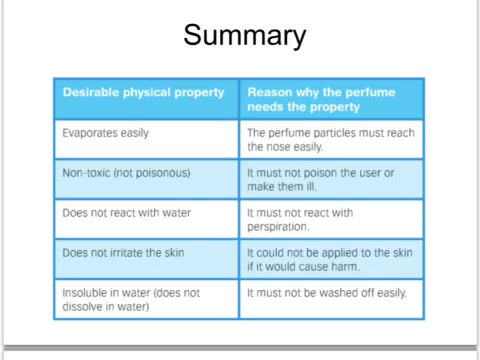 Summary
Desirable physical property
Reason why the perfume
needs the property
Evaporates easily
The perfume particles must reach
the nose easily.
Non-toxic (not poisonous)
It must not poison the user or
make them ill.
Does not react with water
It must not react with
perspiration.
Does not irritate the skin
It could not be applied to the skin
if it would cause harm.
Insoluble in water (does not
dissolve in water)
It must not be washed off easily.